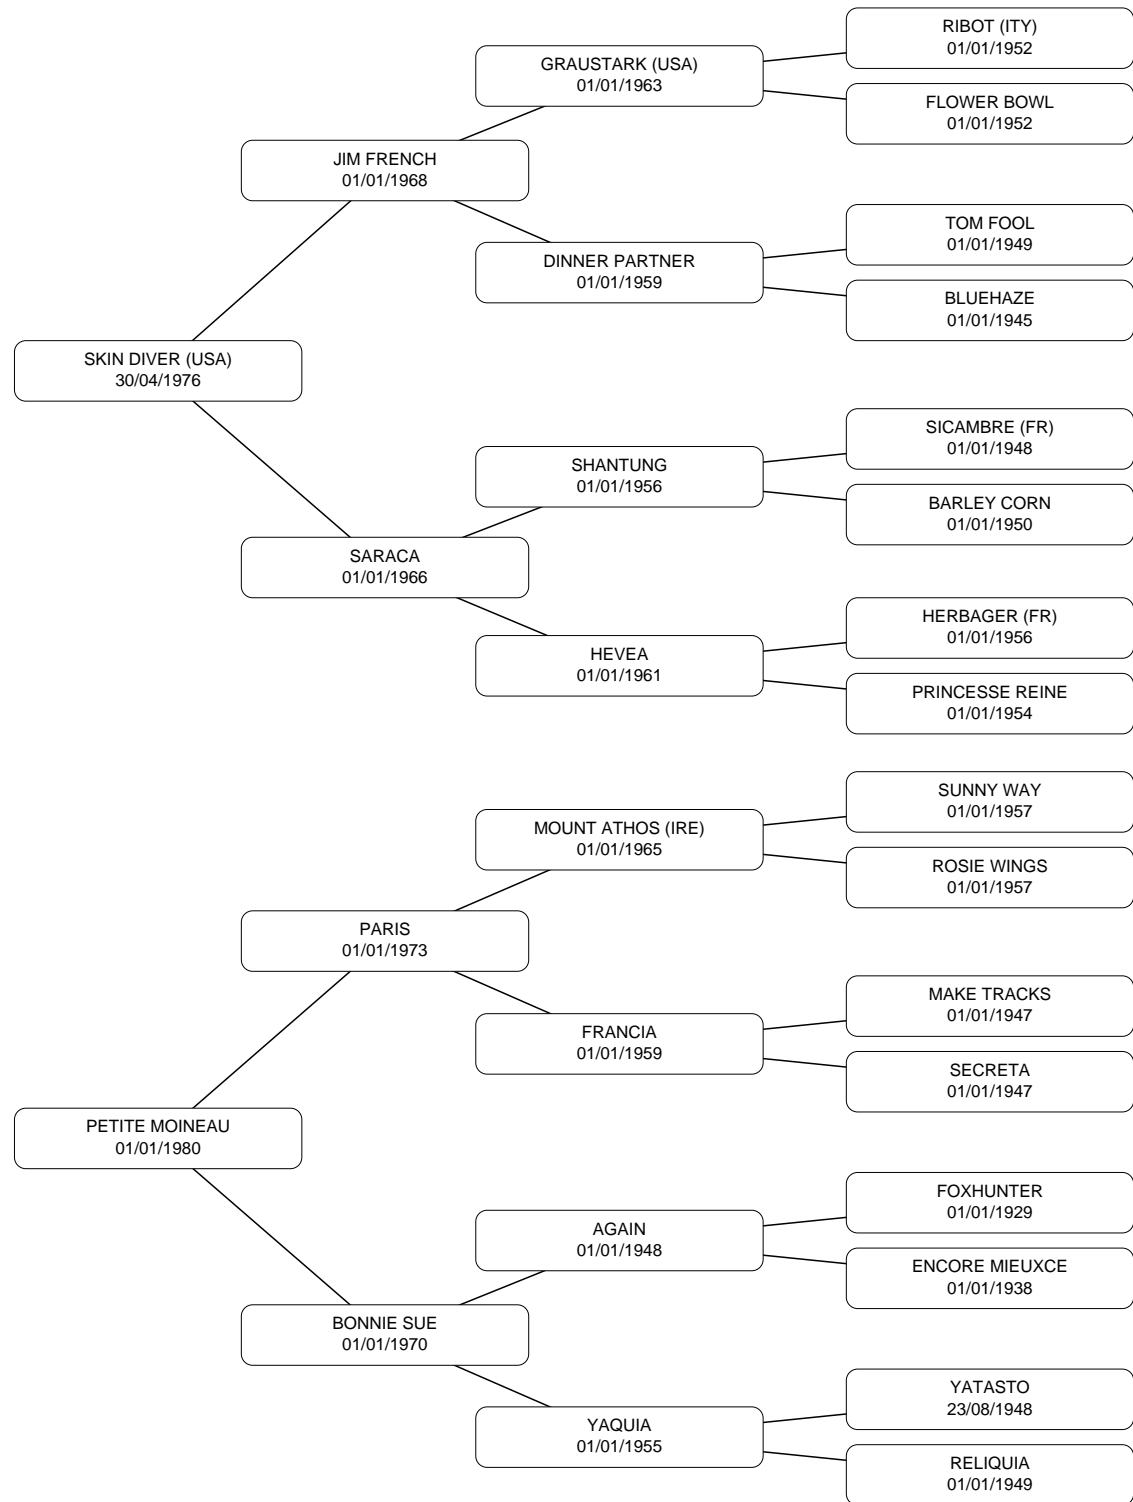 RIBOT (ITY)
01/01/1952
GRAUSTARK (USA)
01/01/1963
FLOWER BOWL
01/01/1952
JIM FRENCH
01/01/1968
TOM FOOL
01/01/1949
DINNER PARTNER
01/01/1959
BLUEHAZE
01/01/1945
SKIN DIVER (USA)
30/04/1976
SICAMBRE (FR)
01/01/1948
SHANTUNG
01/01/1956
BARLEY CORN
01/01/1950
SARACA
01/01/1966
HERBAGER (FR)
01/01/1956
HEVEA
01/01/1961
PRINCESSE REINE
01/01/1954
SUNNY WAY
01/01/1957
MOUNT ATHOS (IRE)
01/01/1965
ROSIE WINGS
01/01/1957
PARIS
01/01/1973
MAKE TRACKS
01/01/1947
FRANCIA
01/01/1959
SECRETA
01/01/1947
PETITE MOINEAU
01/01/1980
FOXHUNTER
01/01/1929
AGAIN
01/01/1948
ENCORE MIEUXCE
01/01/1938
BONNIE SUE
01/01/1970
YATASTO
23/08/1948
YAQUIA
01/01/1955
RELIQUIA
01/01/1949